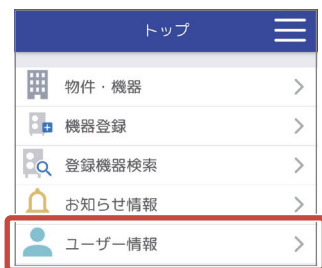 トップ
物件・機器
機器登録
登録機器検索
お知らせ情報
ユーザー情報